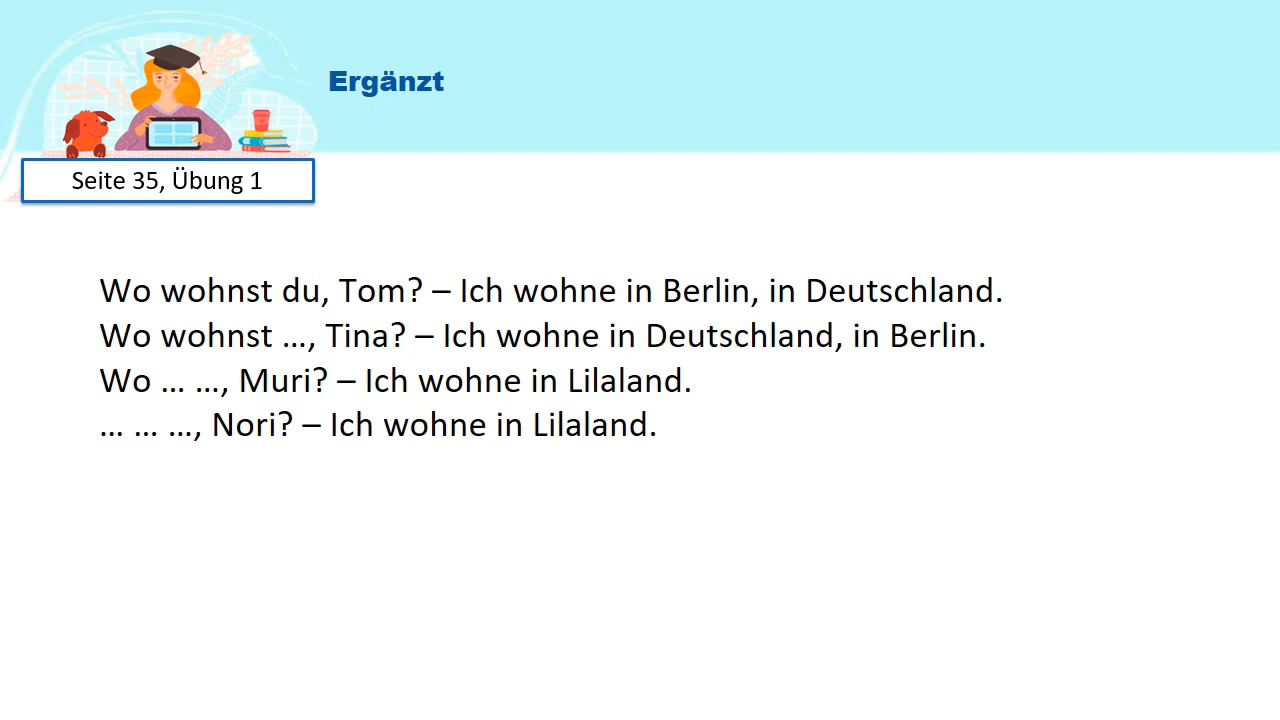 Ergänzt
Seite 35, Übung 1
Wo wohnst du, Tom? – Ich wohne in Berlin, in Deutschland.
Wo wohnst …, Tina? – Ich wohne in Deutschland, in Berlin.
Wo … …, Muri? – Ich wohne in Lilaland.
… … …, Nori? – Ich wohne in Lilaland.